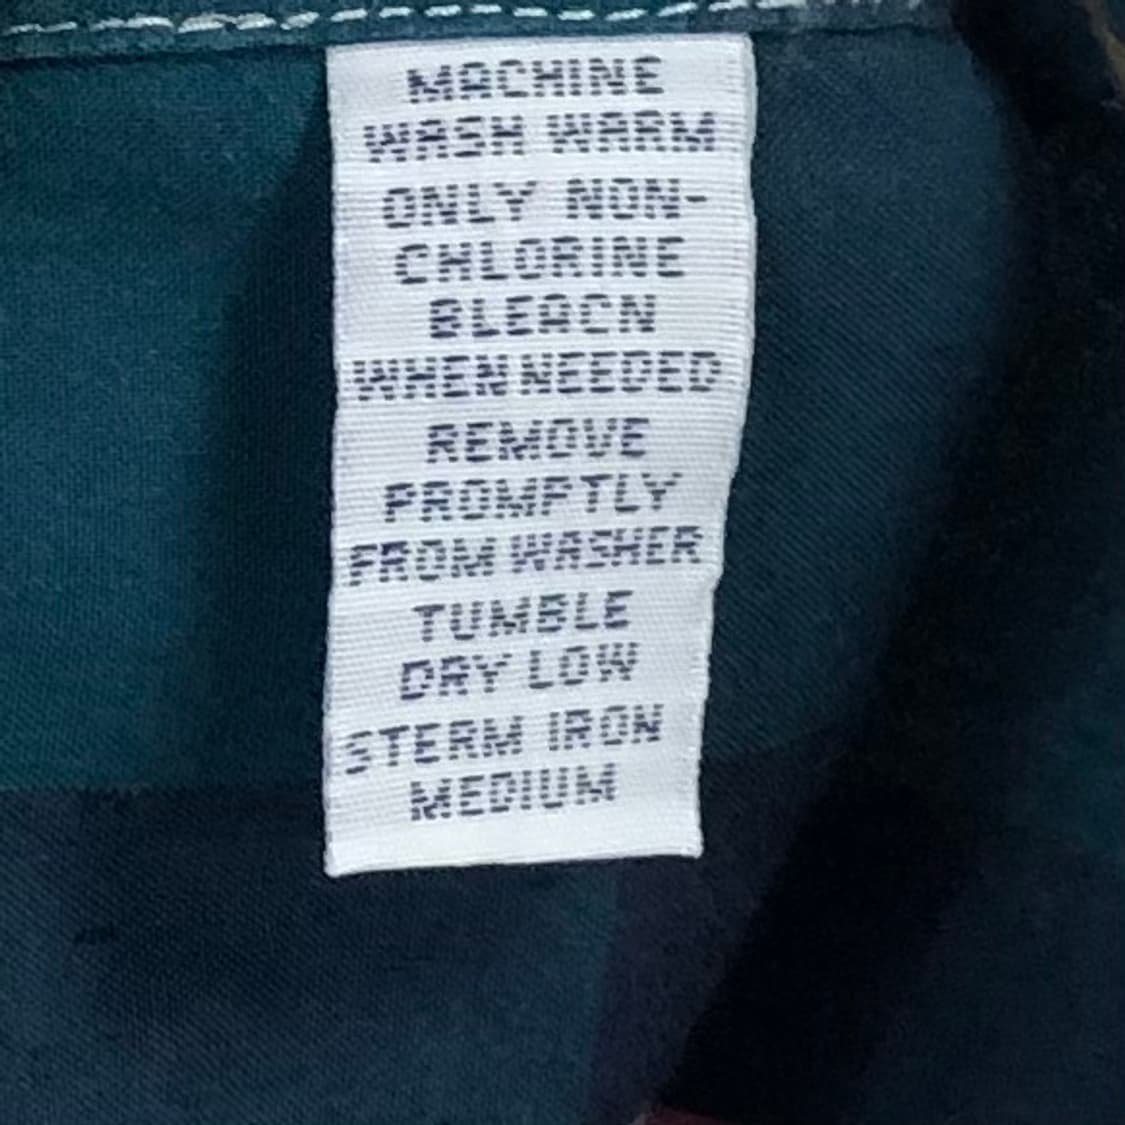 MACHINE
WASH WARM
ONLY NON-
CHLORINE
BLEACN
WHEN NEEDED
REMOVE
PROMPTLY
FROM WASHER
TUMBLE
DRY LOW
STERM IRON
MEDIUM